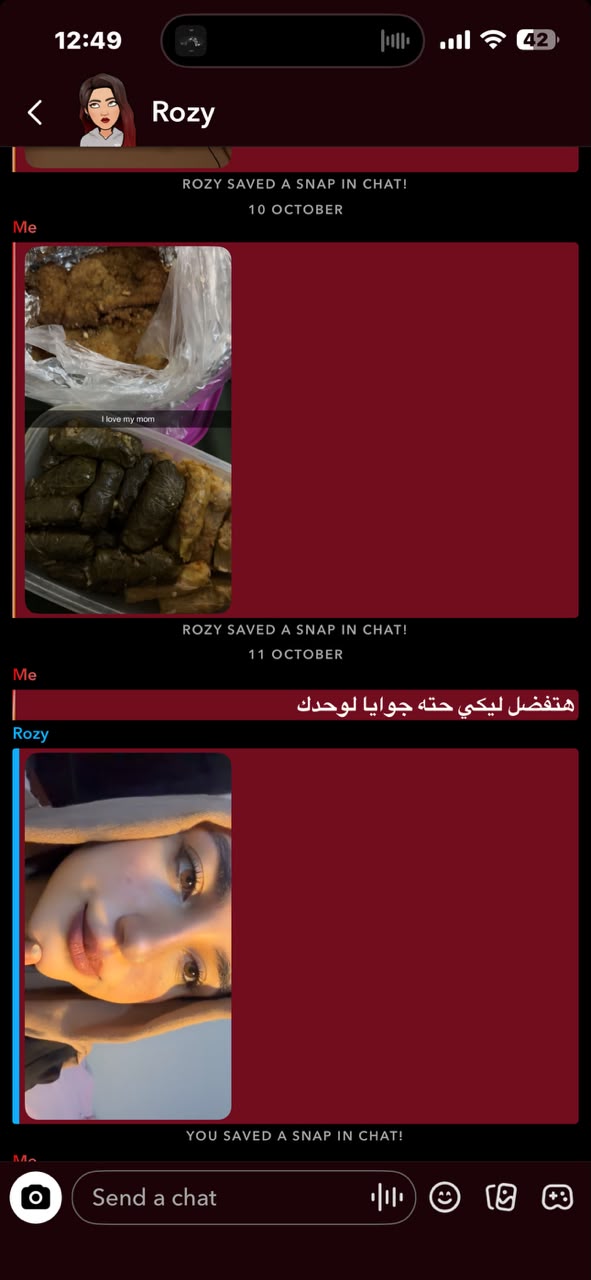 12:49
42
Rozy
ROZY SAVED A SNAP IN CHAT!
10 OCTOBER
Me
I love my mom
ROZY SAVED A SNAP IN CHAT!
11 OCTOBER
Me
هتفضل ليكي حته جوايا لوحدك
Rozy
YOU SAVED A SNAP IN CHAT!
Me
Send a chat